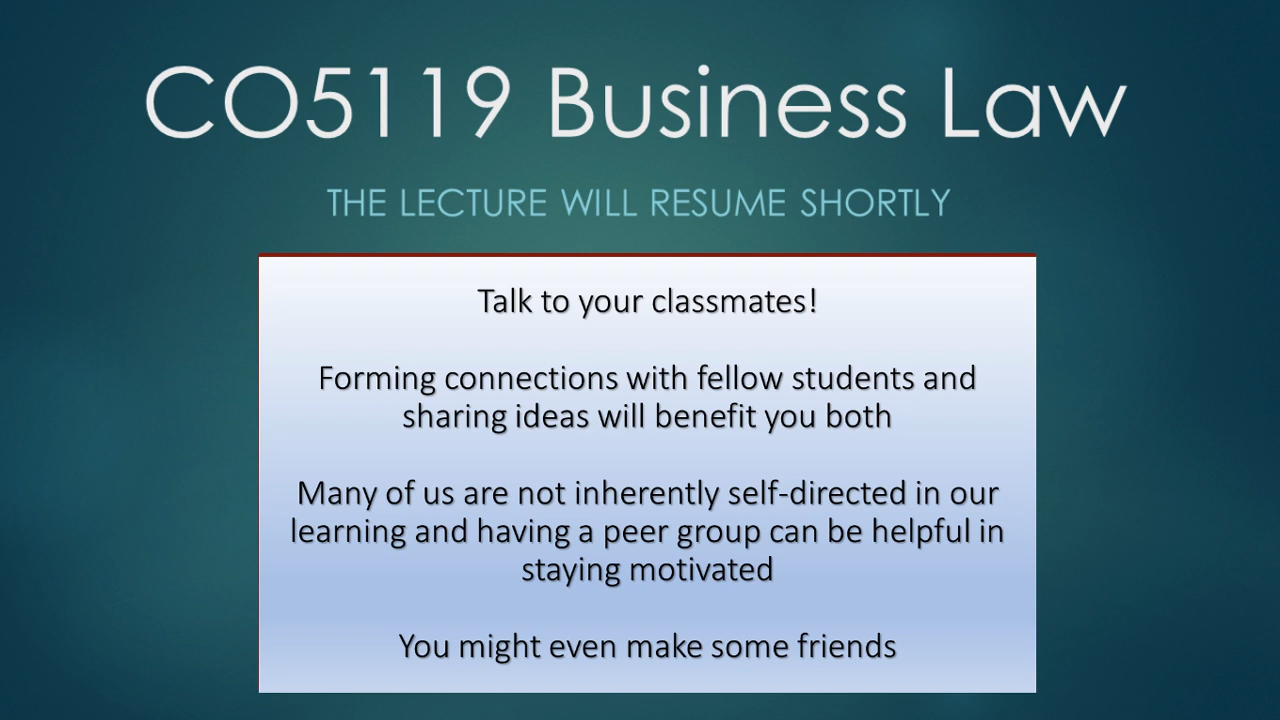 CO5119 Business Law
THE LECTURE WILL RESUME SHORTLY
Talk to your classmates!
Forming connections with fellow students and
sharing ideas will benefit you both
Many of us are not inherently self-directed in our
learning and having a peer group can be helpful in
staying motivated
You might even make some friends